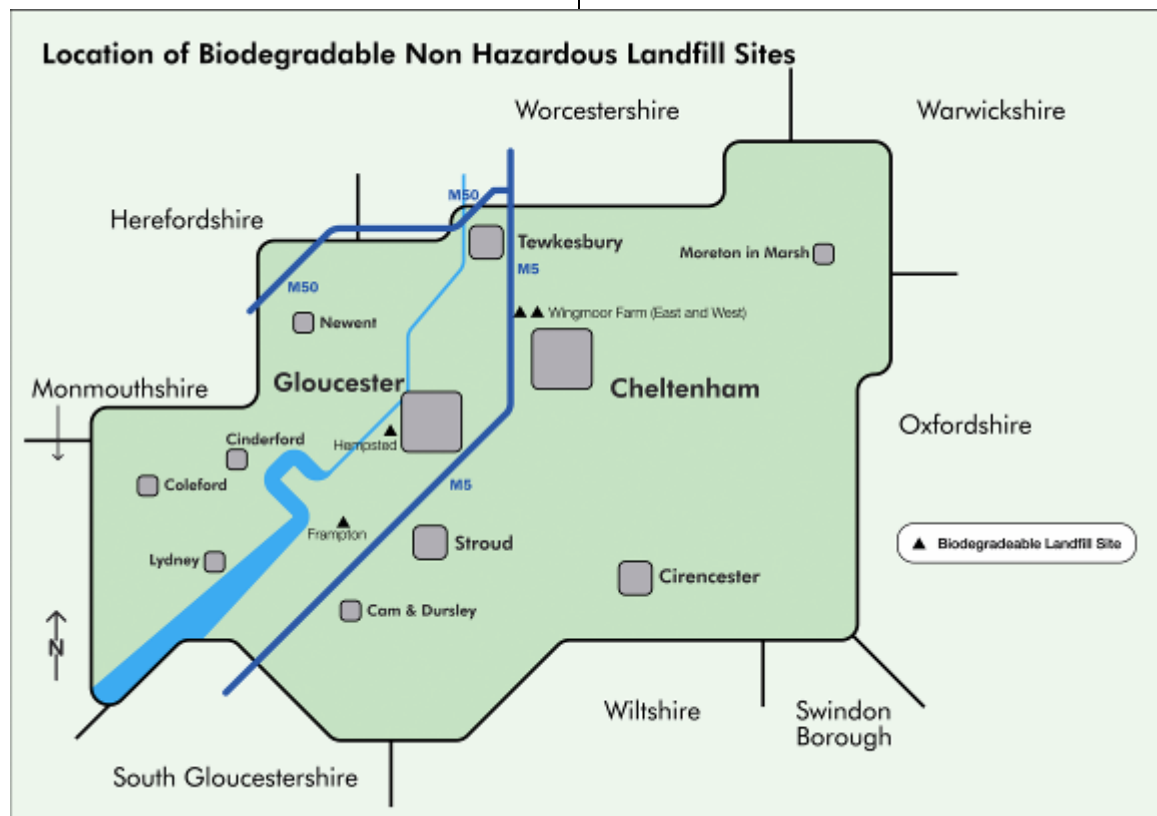 Location of Biodegradable Non Hazardous Landfill Sites
Worcestershire
Warwickshire
M50
Herefordshire
Tewkesbury
Moreton in Marsh
M5
M50
Wingmoor Farm (East and West)
Newent
Gloucester
Cheltenham
Monmouthshire
Oxfordshire
Cinderford
Hempsted
Coleford
M5
Frampton
Stroud
Biodegradeable Landfill Site
Lydney
Cirencester
Cam & Dursley
N
Wiltshire
Swindon
Borough
South Gloucestershire